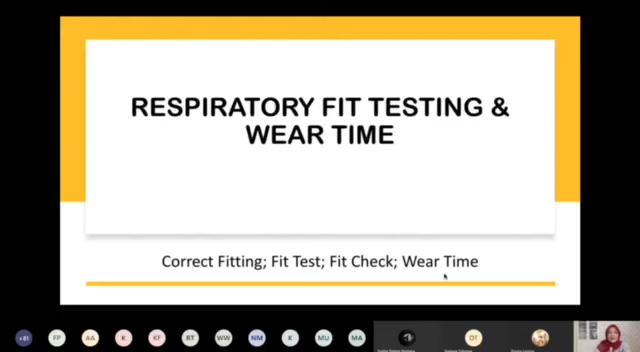 RESPIRATORY FIT TESTING &
WEAR TIME
Correct Fitting; Fit Test; Fit Check; Wear Time
+81
FP
AA
K
KF
RT
WW
NM
K
MU
MA
DT